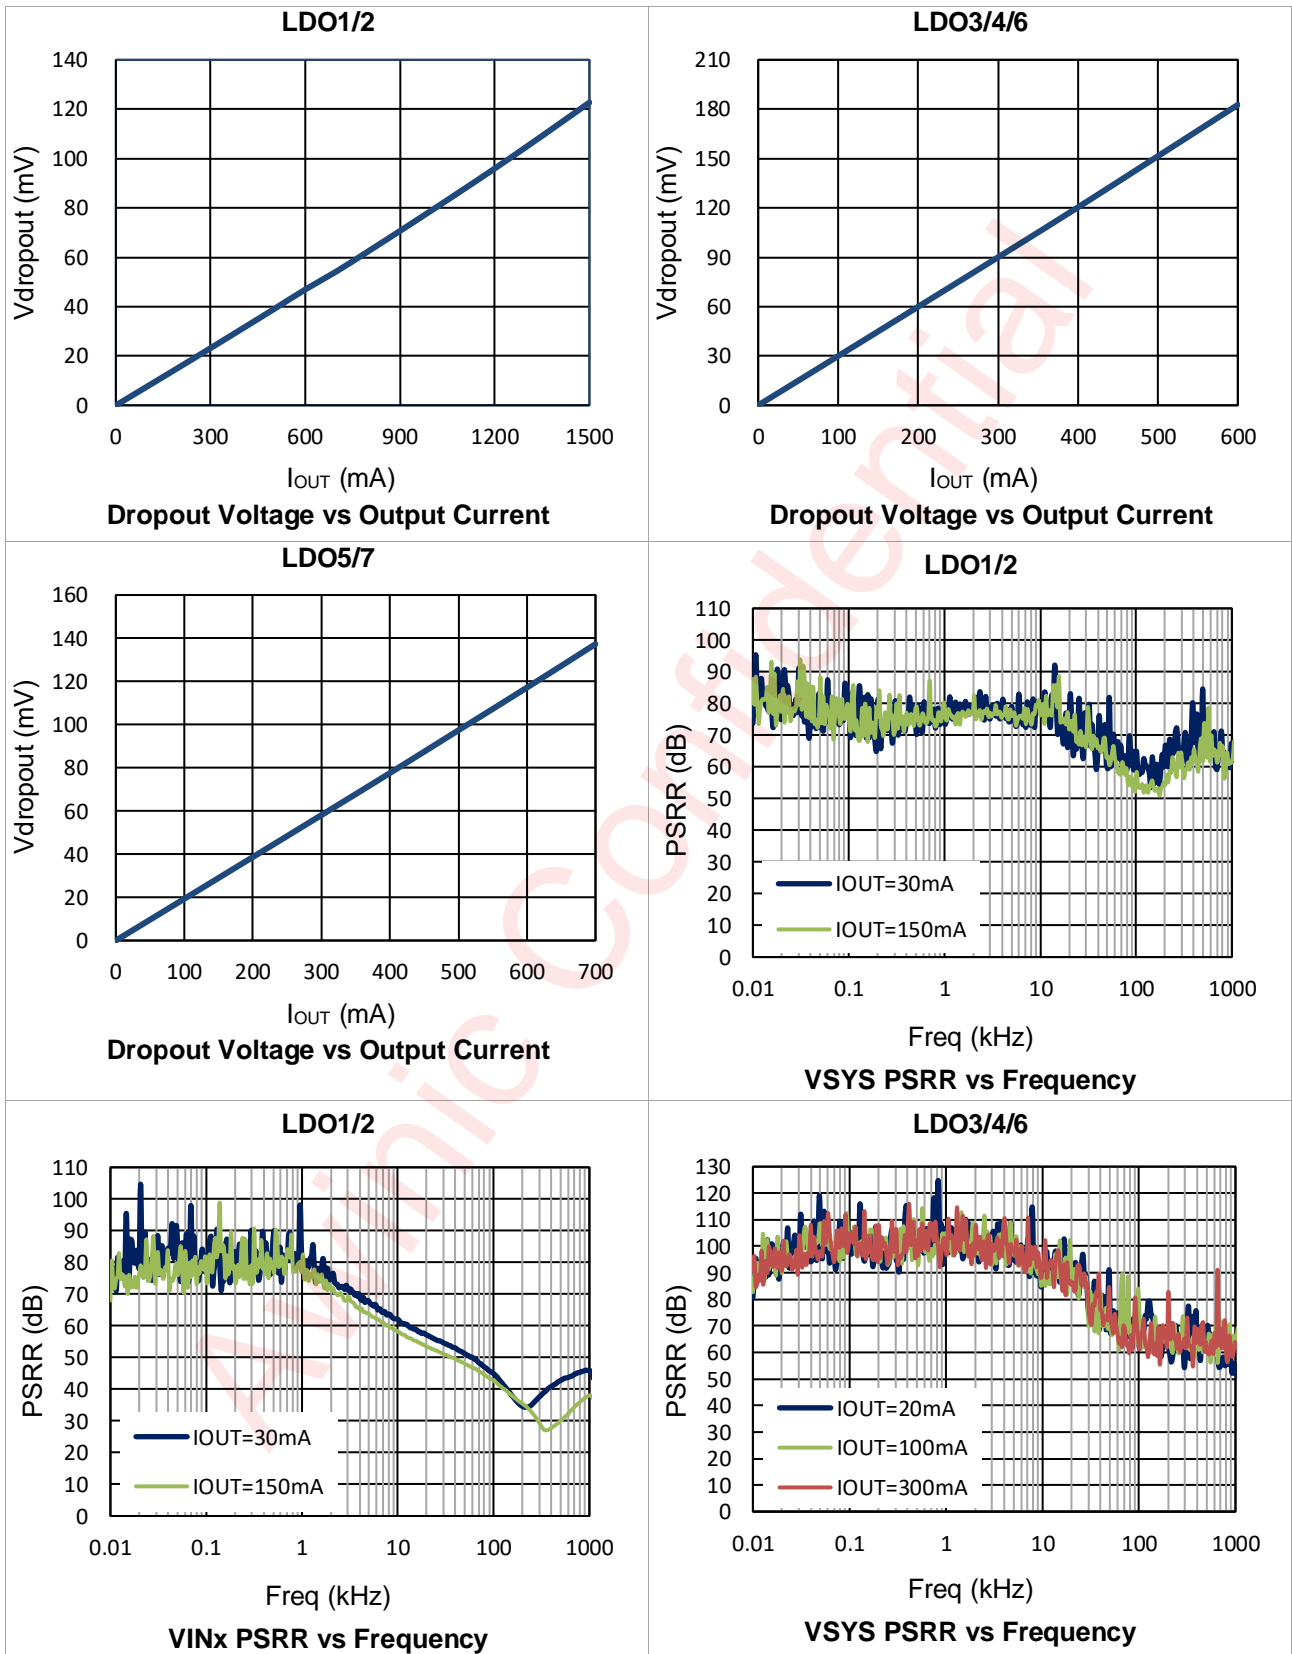 LDO1/2
140
120
100
80
60
40
20
0
Vdropout (mV)
0 300 600 900 1200 1500
IOUT (mA)
Dropout Voltage vs Output Current
LDO3/4/6
210
180
150
120
90
60
30
0
Vdropout (mV)
0 100 200 300 400 500 600
IOUT (mA)
Dropout Voltage vs Output Current
LDO5/7
160
140
120
100
80
60
40
20
0
Vdropout (mV)
0 100 200 300 400 500 600 700
IOUT (mA)
Dropout Voltage vs Output Current
LDO1/2
110
100
90
80
70
60
50
40
30
20
10
0
PSRR (dB)
IOUT=30mA
IOUT=150mA
0.01 0.1 1 10 100 1000
Freq (kHz)
VSYS PSRR vs Frequency
LDO1/2
110
100
90
80
70
60
50
40
30
20
10
0
PSRR (dB)
IOUT=30mA
IOUT=150mA
0.01 0.1 1 10 100 1000
Freq (kHz)
VINx PSRR vs Frequency
LDO3/4/6
130
120
110
100
90
80
70
60
50
40
30
20
10
0
PSRR (dB)
IOUT=20mA
IOUT=100mA
IOUT=300mA
0.01 0.1 1 10 100 1000
Freq (kHz)
VSYS PSRR vs Frequency
Awinic Confidential